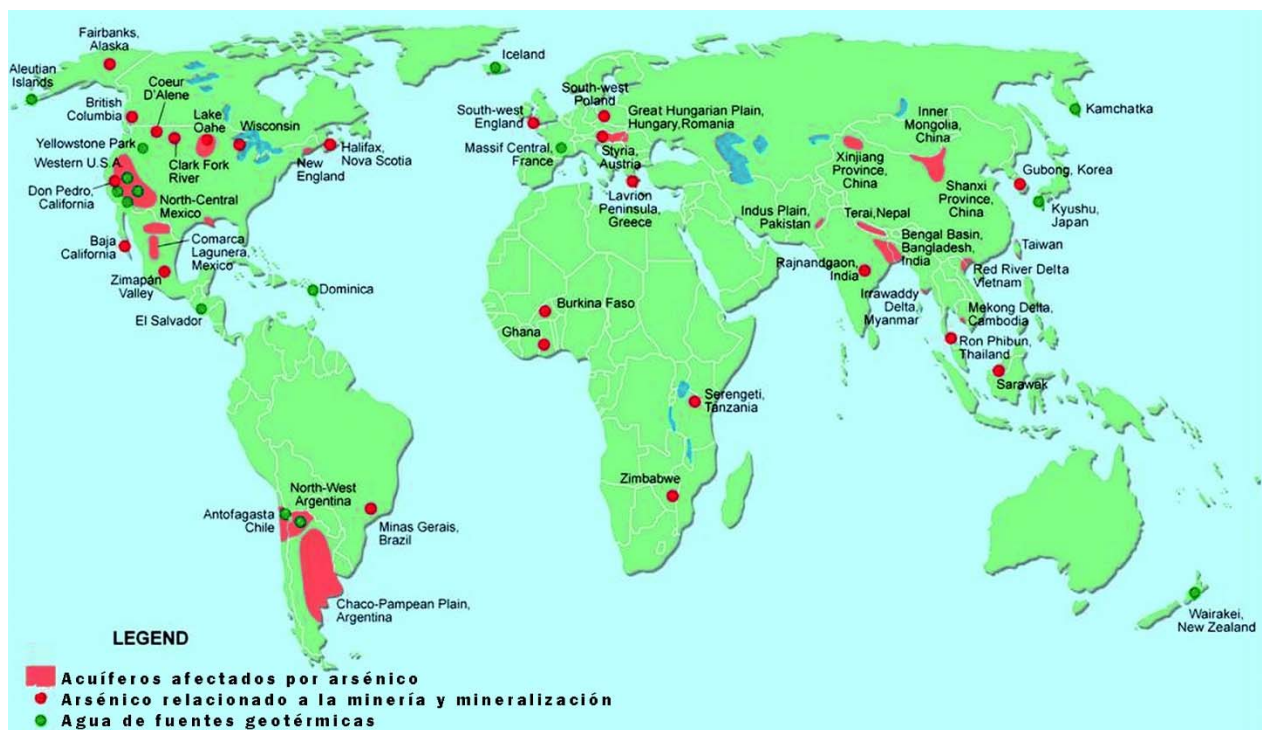 Fairbanks,
Alaska
Aleutian
Islands
Coeur
D'Alene
British
Columbia
Lake
Oahe
Wisconsin
Yellowstone Park
Western U.S.A.
Clark Fork
River
New
England
Halifax,
Nova Scotia
Don Pedro,
California
North-Central
Mexico
Baja
California
Comarca
Lagunera,
Mexico
Zimapán
Valley
El Salvador
Dominica
Antofagasta
Chile
North-West
Argentina
Minas Gerais,
Brazil
Chaco-Pampean Plain,
Argentina
Iceland
South-west
England
South-west
Poland
Great Hungarian Plain,
Hungary,Romania
Massif Central,
France
Styria,
Austria
Lavrion
Peninsula,
Greece
Burkina Faso
Ghana
Serengeti,
Tanzania
Zimbabwe
Inner
Mongolia,
China
Kamchatka
Xinjiang
Province,
China
Shanxi
Province,
China
Gubong, Korea
Kyushu,
Japan
Indus Plain,
Pakistan
Terai,Nepal
Bengal Basin,
Bangladesh,
India
Taiwan
Rajnandgaon,
India
Red River Delta
Vietnam
Irrawaddy
Delta,
Myanmar
Mekong Delta,
Cambodia
Ron Phibun,
Thailand
Sarawak
Wairakei,
New Zealand
LEGEND
Acuíferos afectados por arsénico
Arsénico relacionado a la minería y mineralización
Agua de fuentes geotérmicas